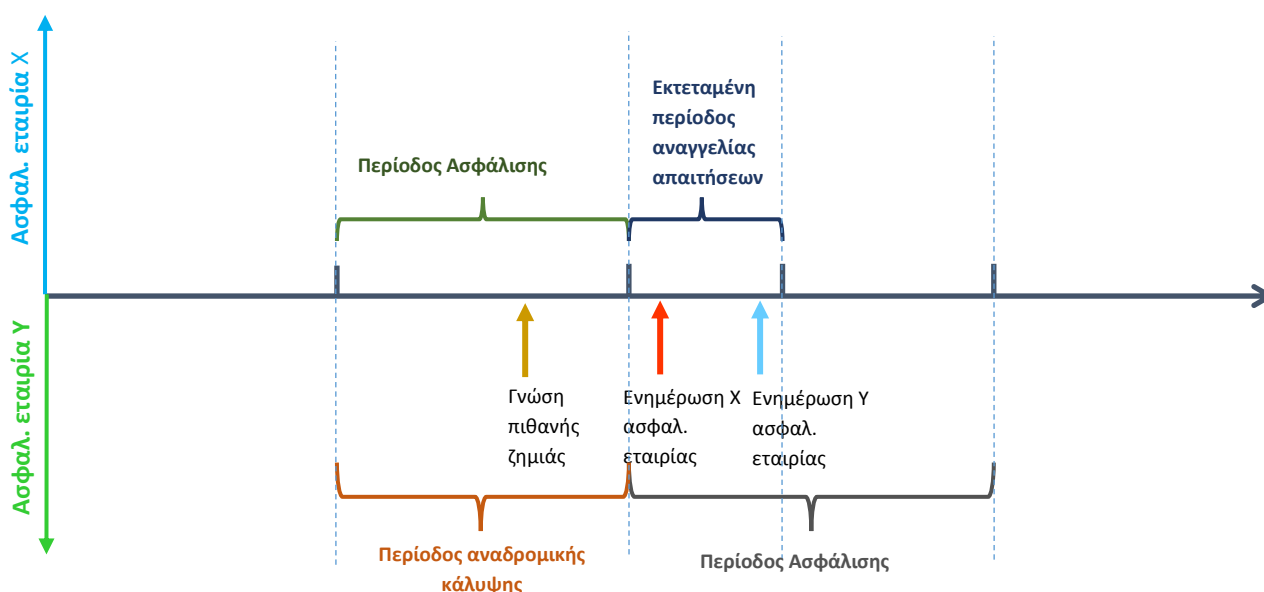 Ασφαλ. εταιρία X
Εκτεταμένη
περίοδος
αναγγελίας
απαιτήσεων
Περίοδος Ασφάλισης
Ασφαλ. εταιρία Y
Γνώση
πιθανής
ζημιάς
Ενημέρωση Χ
ασφαλ.
εταιρίας
Ενημέρωση Υ
ασφαλ.
εταιρίας
Περίοδος αναδρομικής
κάλυψης
Περίοδος Ασφάλισης